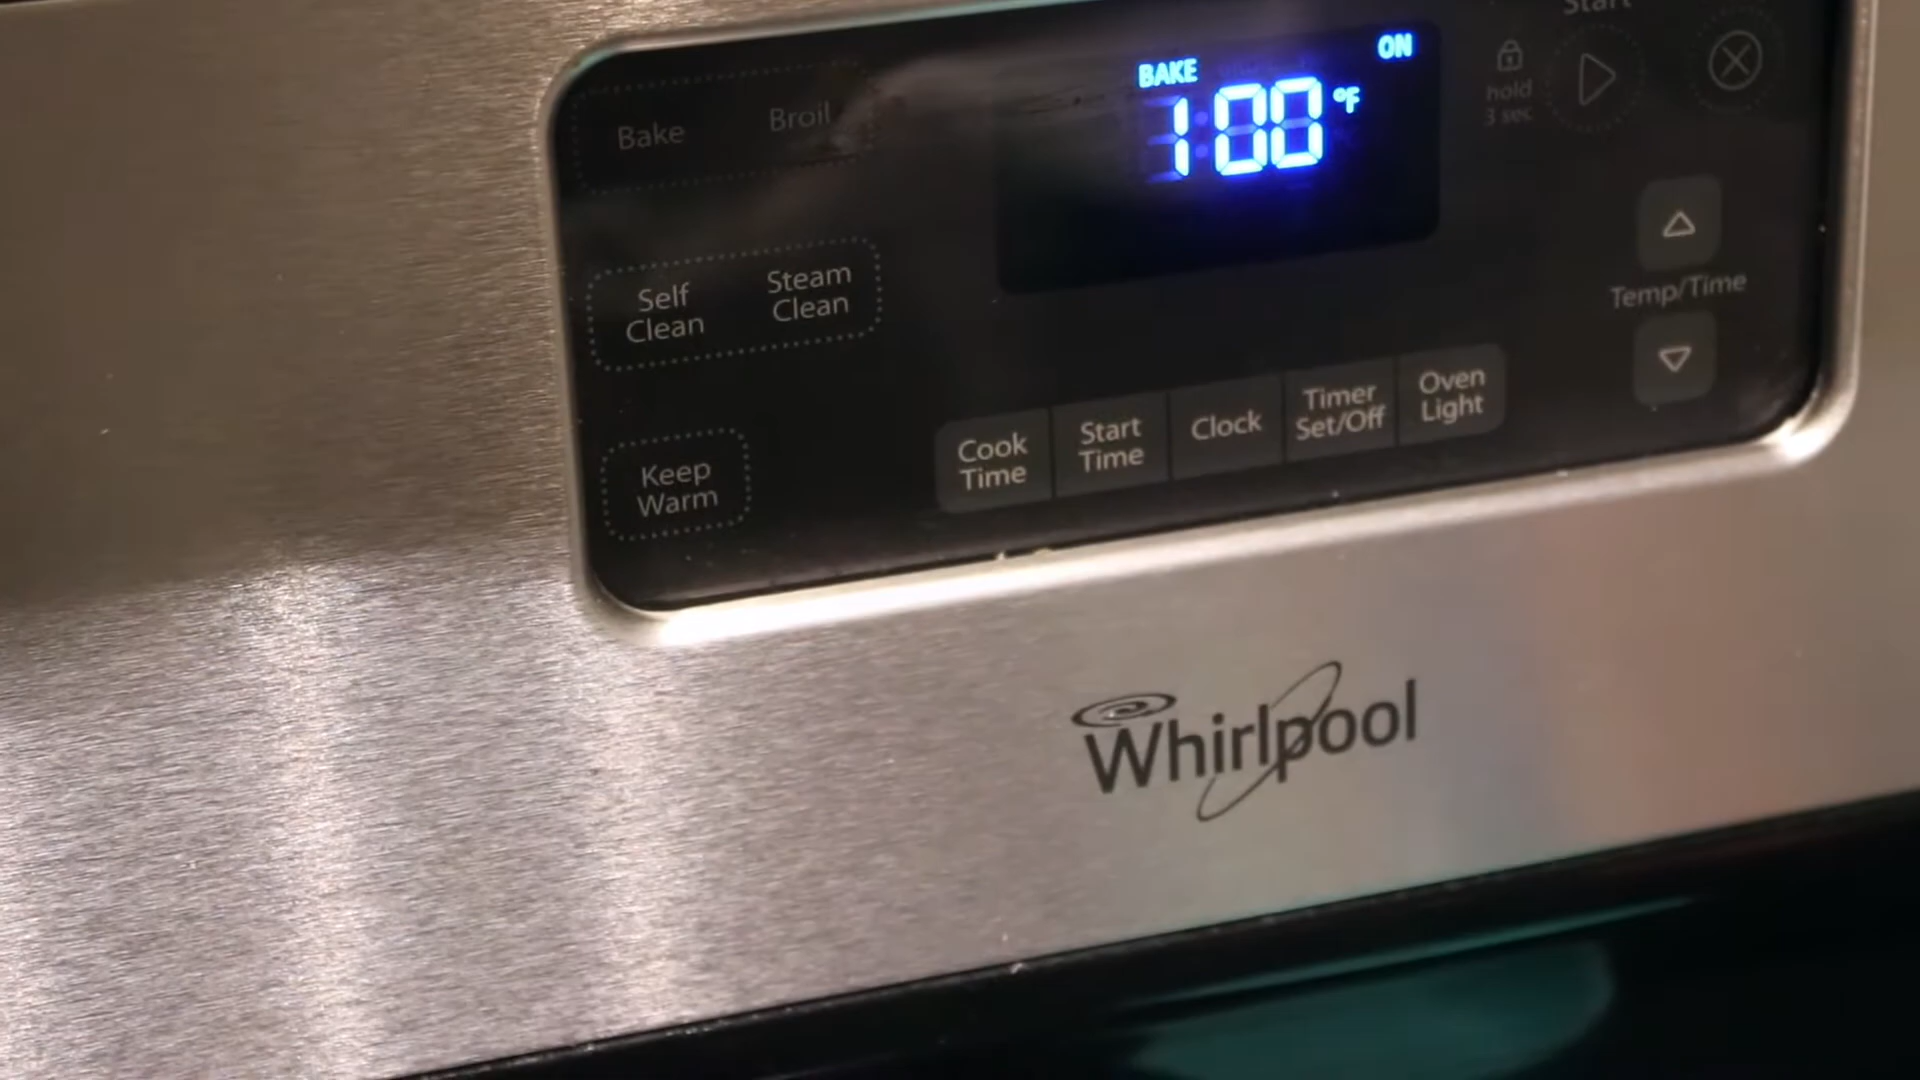 Start
ON
BAKE
100 °F
hold
3 sec
Bake
Broil
Self
Clean
Steam
Clean
Temp/Time
Keep
Warm
Cook
Time
Start
Time
Clock
Timer
Set/Off
Oven
Light
Whirlpool